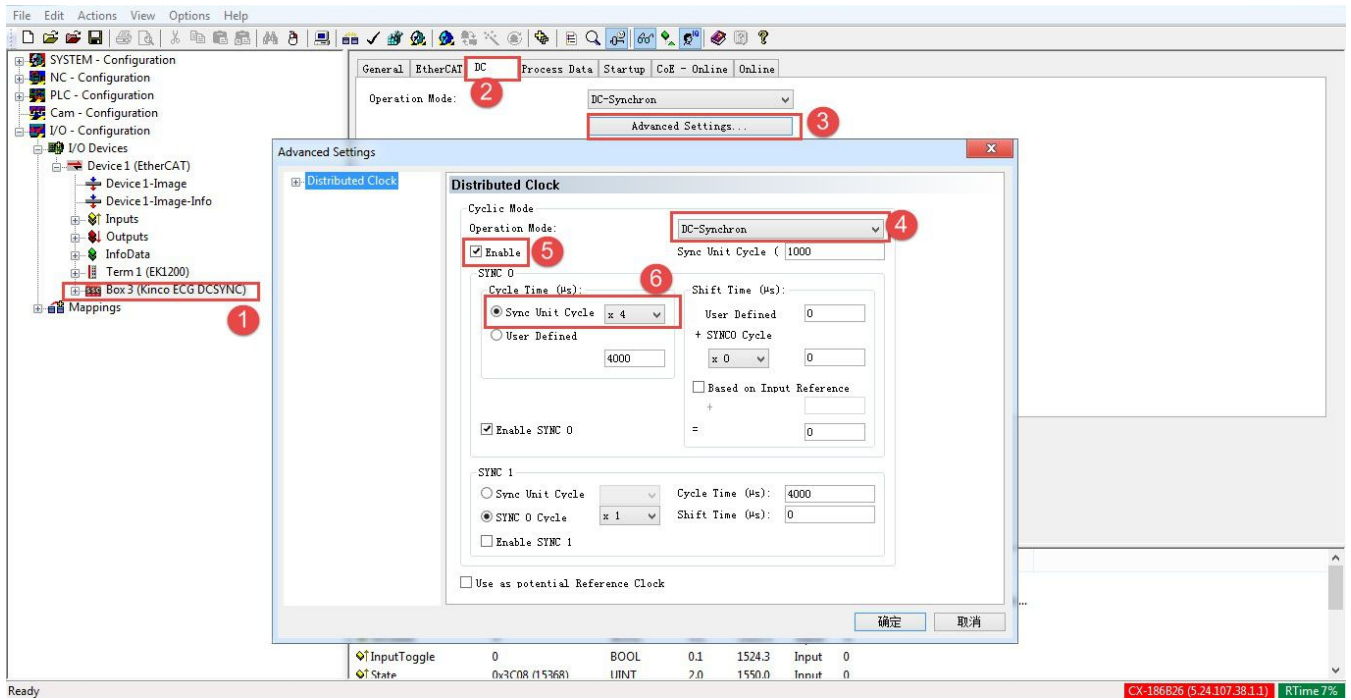 File Edit Actions View Options Help
SYSTEM - Configuration
NC - Configuration
PLC - Configuration
Cam - Configuration
I/O - Configuration
I/O Devices
Device 1 (EtherCAT)
Device 1-Image
Device 1-Image-Info
Inputs
Outputs
InfoData
Term 1 (EK1200)
Box 3 (Kinco ECG DCSYNC)
Mappings
1
General EtherCAT DC Process Data Startup CoE - Online Online
2
Operation Mode: DC-Synchron
Advanced Settings...
3
Advanced Settings
Distributed Clock
Distributed Clock
Cyclic Mode
Operation Mode: DC-Synchron
4
Enable
5
Sync Unit Cycle ( 1000
SYNC 0
6
Cycle Time (µs): Shift Time (µs):
Sync Unit Cycle x 4 User Defined 0
User Defined + SYNC0 Cycle
4000 x 0 0
Based on Input Reference
+
Enable SYNC 0 = 0
SYNC 1
Sync Unit Cycle Cycle Time (µs): 4000
SYNC 0 Cycle x 1 Shift Time (µs): 0
Enable SYNC 1
Use as potential Reference Clock
...
确定 取消
InputToggle 0 BOOL 0.1 1524.3 Input 0
State 0x3C08 (15368) UINT 2.0 1550.0 Input 0
Ready CX-186B26 (5.24.107.38.1.1) RTime 7%